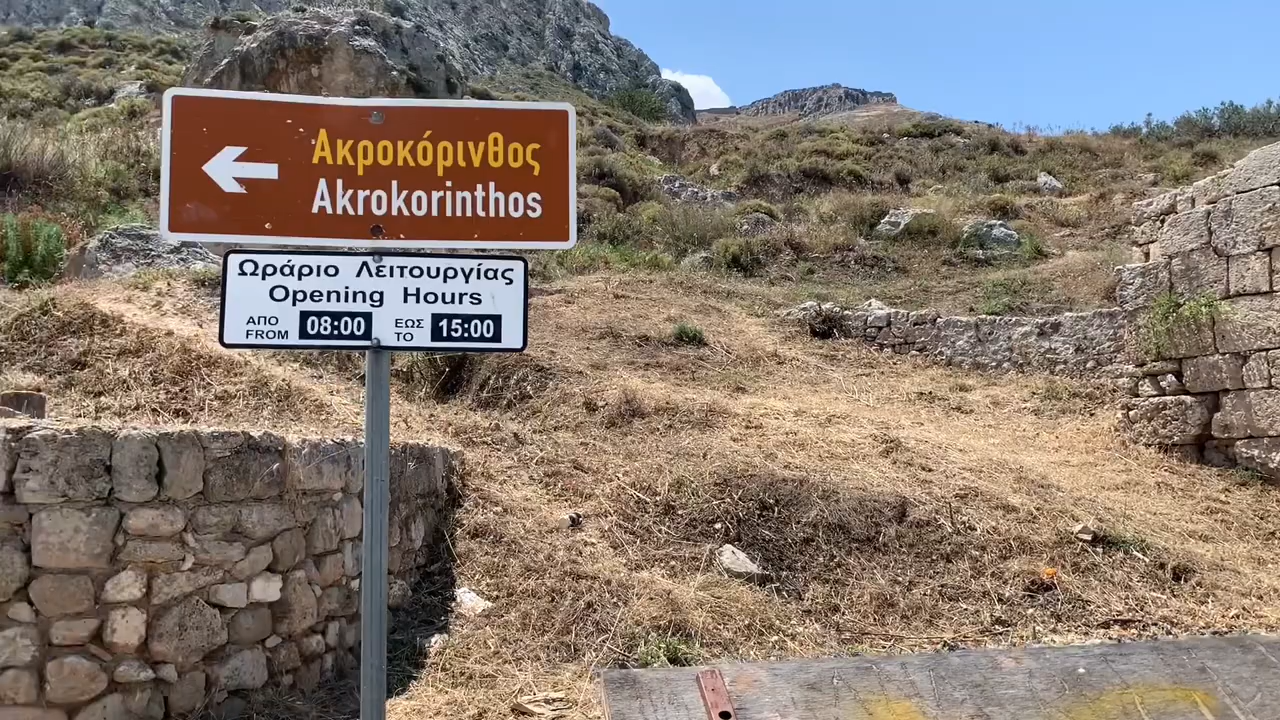 Ακροκόρινθος
Akrokorinthos
Ωράριο Λειτουργίας
Opening Hours
ΑΠΟ 08:00 ΕΩΣ 15:00
FROM TO